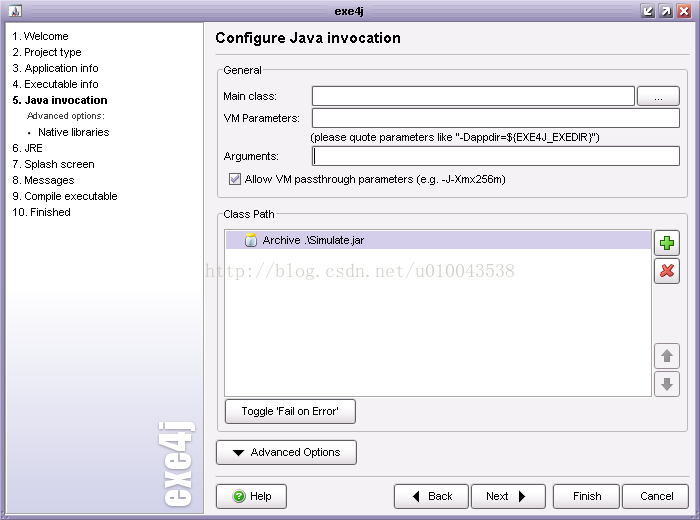 exe4j
1. Welcome
2. Project type
3. Application info
4. Executable info
5. Java invocation
Advanced options:
• Native libraries
6. JRE
7. Splash screen
8. Messages
9. Compile executable
10. Finished
exe4j
Configure Java invocation
General
Main class:
...
VM Parameters:
(please quote parameters like "-Dappdir=${EXE4J_EXEDIR}")
Arguments:
Allow VM passthrough parameters (e.g. -J-Xmx256m)
Class Path
Archive .\Simulate.jar
http://blog.csdn.net/u010043538
Toggle 'Fail on Error'
Advanced Options
Help
Back
Next
Finish
Cancel